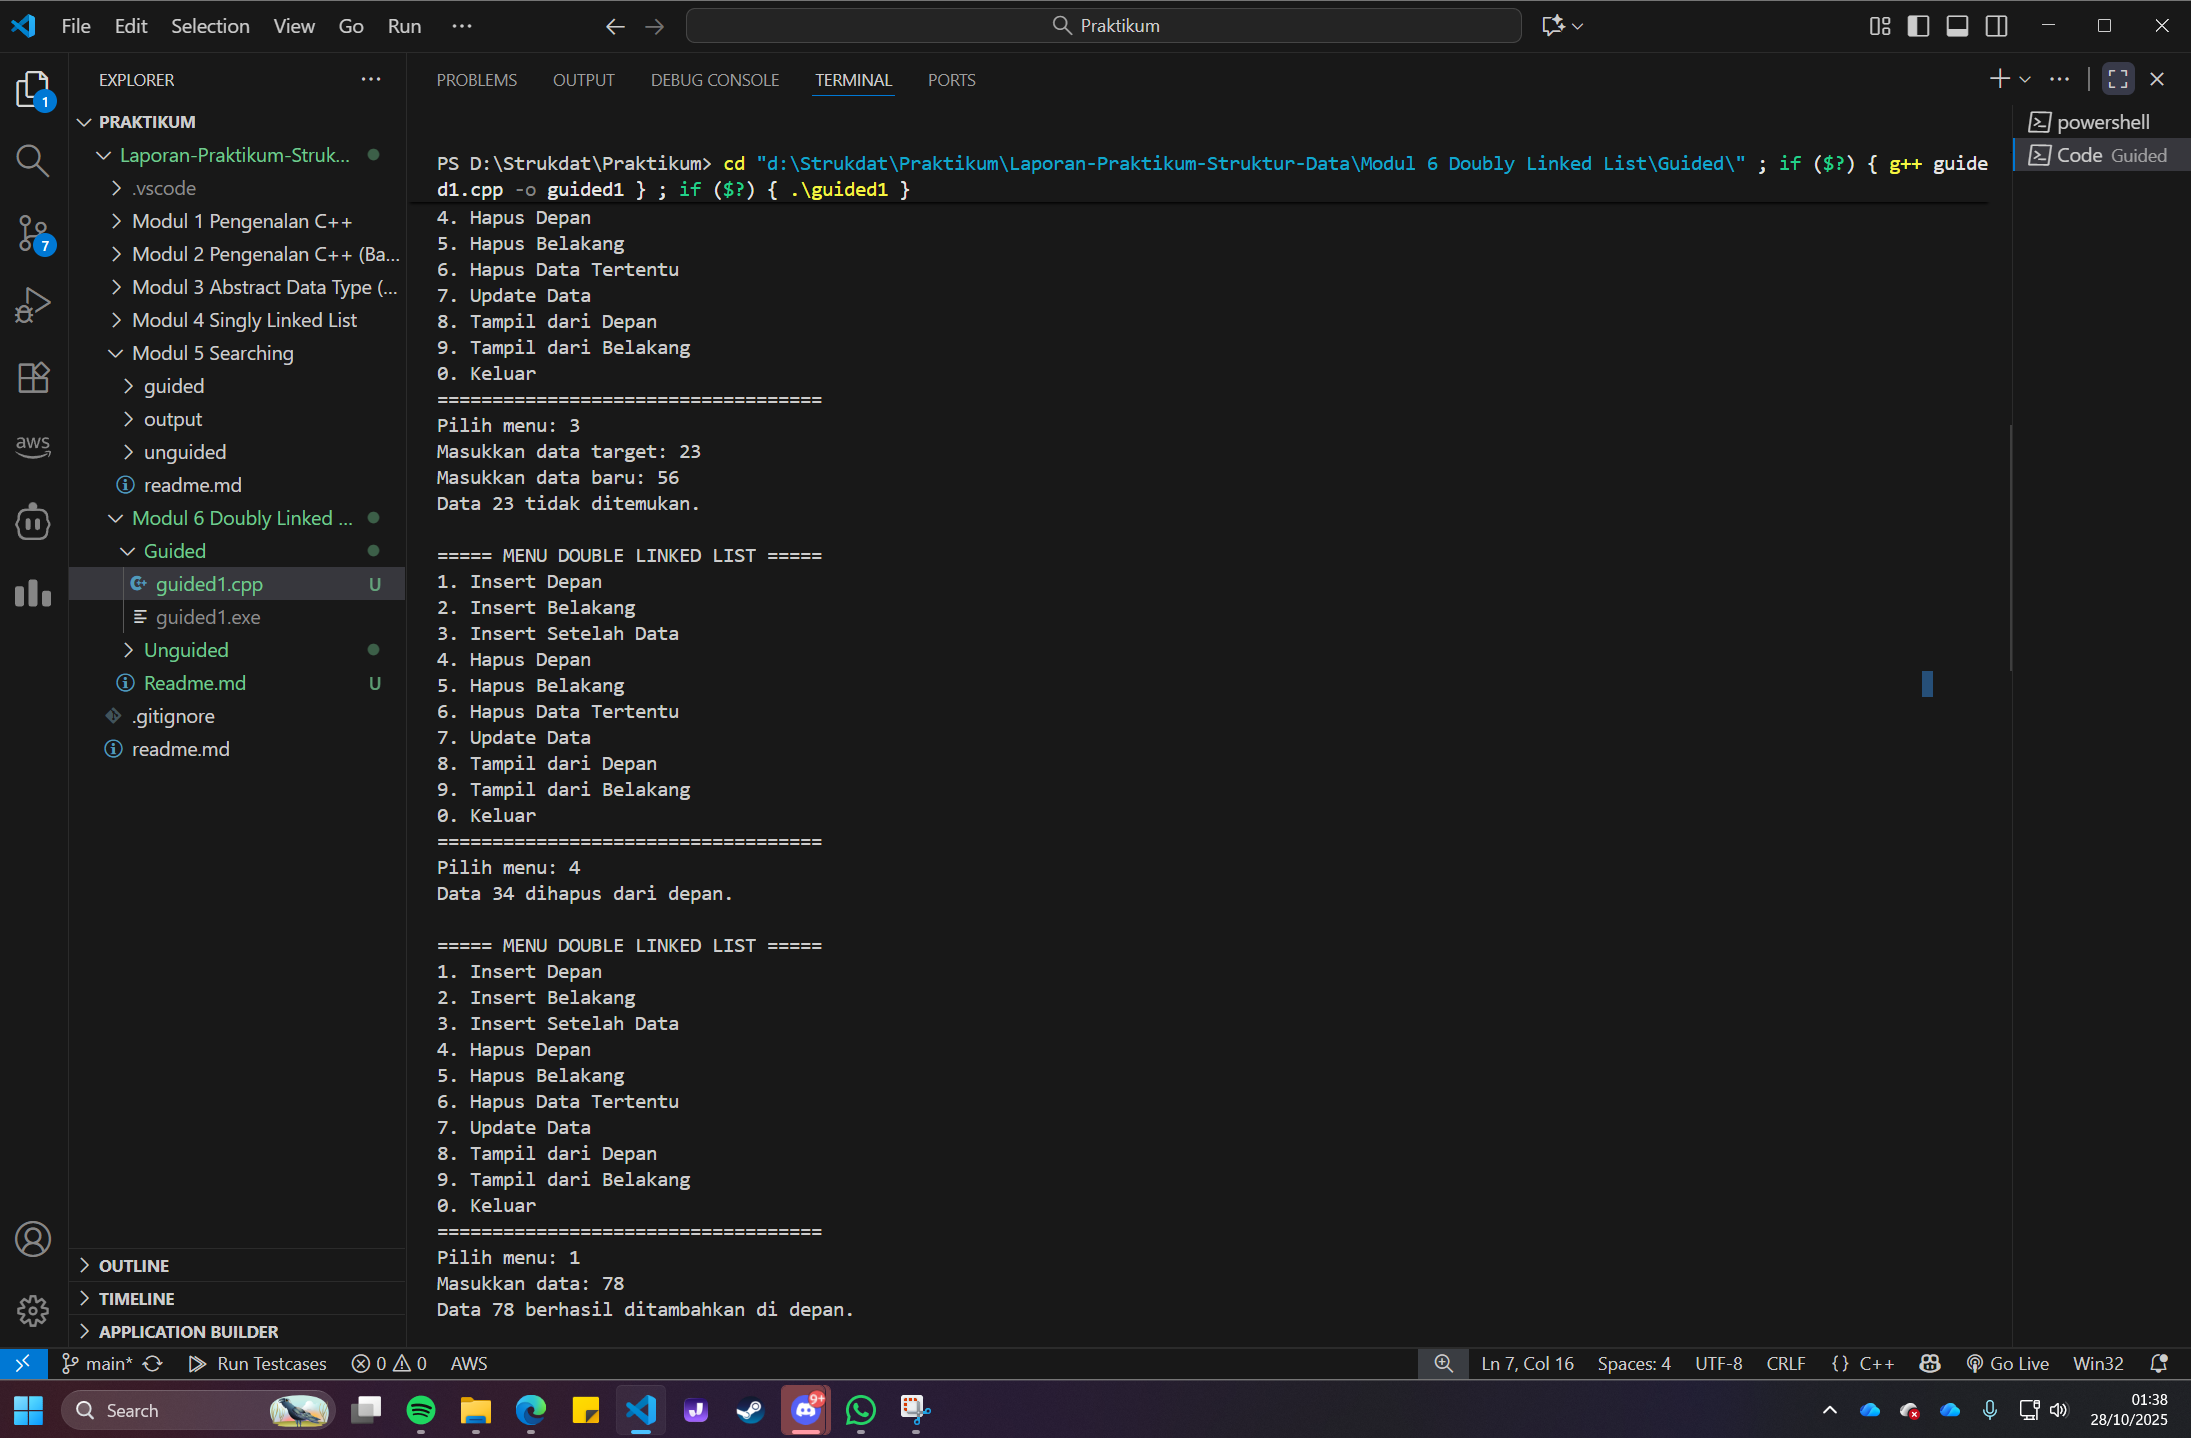 File Edit Selection View Go Run ···
Praktikum
EXPLORER
PRAKTIKUM
Laporan-Praktikum-Struk...
.vscode
Modul 1 Pengenalan C++
Modul 2 Pengenalan C++ (Ba...
Modul 3 Abstract Data Type (...
Modul 4 Singly Linked List
Modul 5 Searching
guided
output
unguided
readme.md
Modul 6 Doubly Linked ...
Guided
guided1.cpp U
guided1.exe
Unguided
Readme.md U
.gitignore
readme.md
OUTLINE
TIMELINE
APPLICATION BUILDER
1
7
aws
PROBLEMS OUTPUT DEBUG CONSOLE TERMINAL PORTS
PS D:\Strukdat\Praktikum> cd "d:\Strukdat\Praktikum\Laporan-Praktikum-Struktur-Data\Modul 6 Doubly Linked List\Guided\" ; if ($?) { g++ guide
d1.cpp -o guided1 } ; if ($?) { .\guided1 }
4. Hapus Depan
5. Hapus Belakang
6. Hapus Data Tertentu
7. Update Data
8. Tampil dari Depan
9. Tampil dari Belakang
0. Keluar
===================================
Pilih menu: 3
Masukkan data target: 23
Masukkan data baru: 56
Data 23 tidak ditemukan.
===== MENU DOUBLE LINKED LIST =====
1. Insert Depan
2. Insert Belakang
3. Insert Setelah Data
4. Hapus Depan
5. Hapus Belakang
6. Hapus Data Tertentu
7. Update Data
8. Tampil dari Depan
9. Tampil dari Belakang
0. Keluar
===================================
Pilih menu: 4
Data 34 dihapus dari depan.
===== MENU DOUBLE LINKED LIST =====
1. Insert Depan
2. Insert Belakang
3. Insert Setelah Data
4. Hapus Depan
5. Hapus Belakang
6. Hapus Data Tertentu
7. Update Data
8. Tampil dari Depan
9. Tampil dari Belakang
0. Keluar
===================================
Pilih menu: 1
Masukkan data: 78
Data 78 berhasil ditambahkan di depan.
powershell
Code Guided
main* Run Testcases 0 0 AWS
Ln 7, Col 16 Spaces: 4 UTF-8 CRLF {} C++ Go Live Win32
Search
9+
01:38
28/10/2025